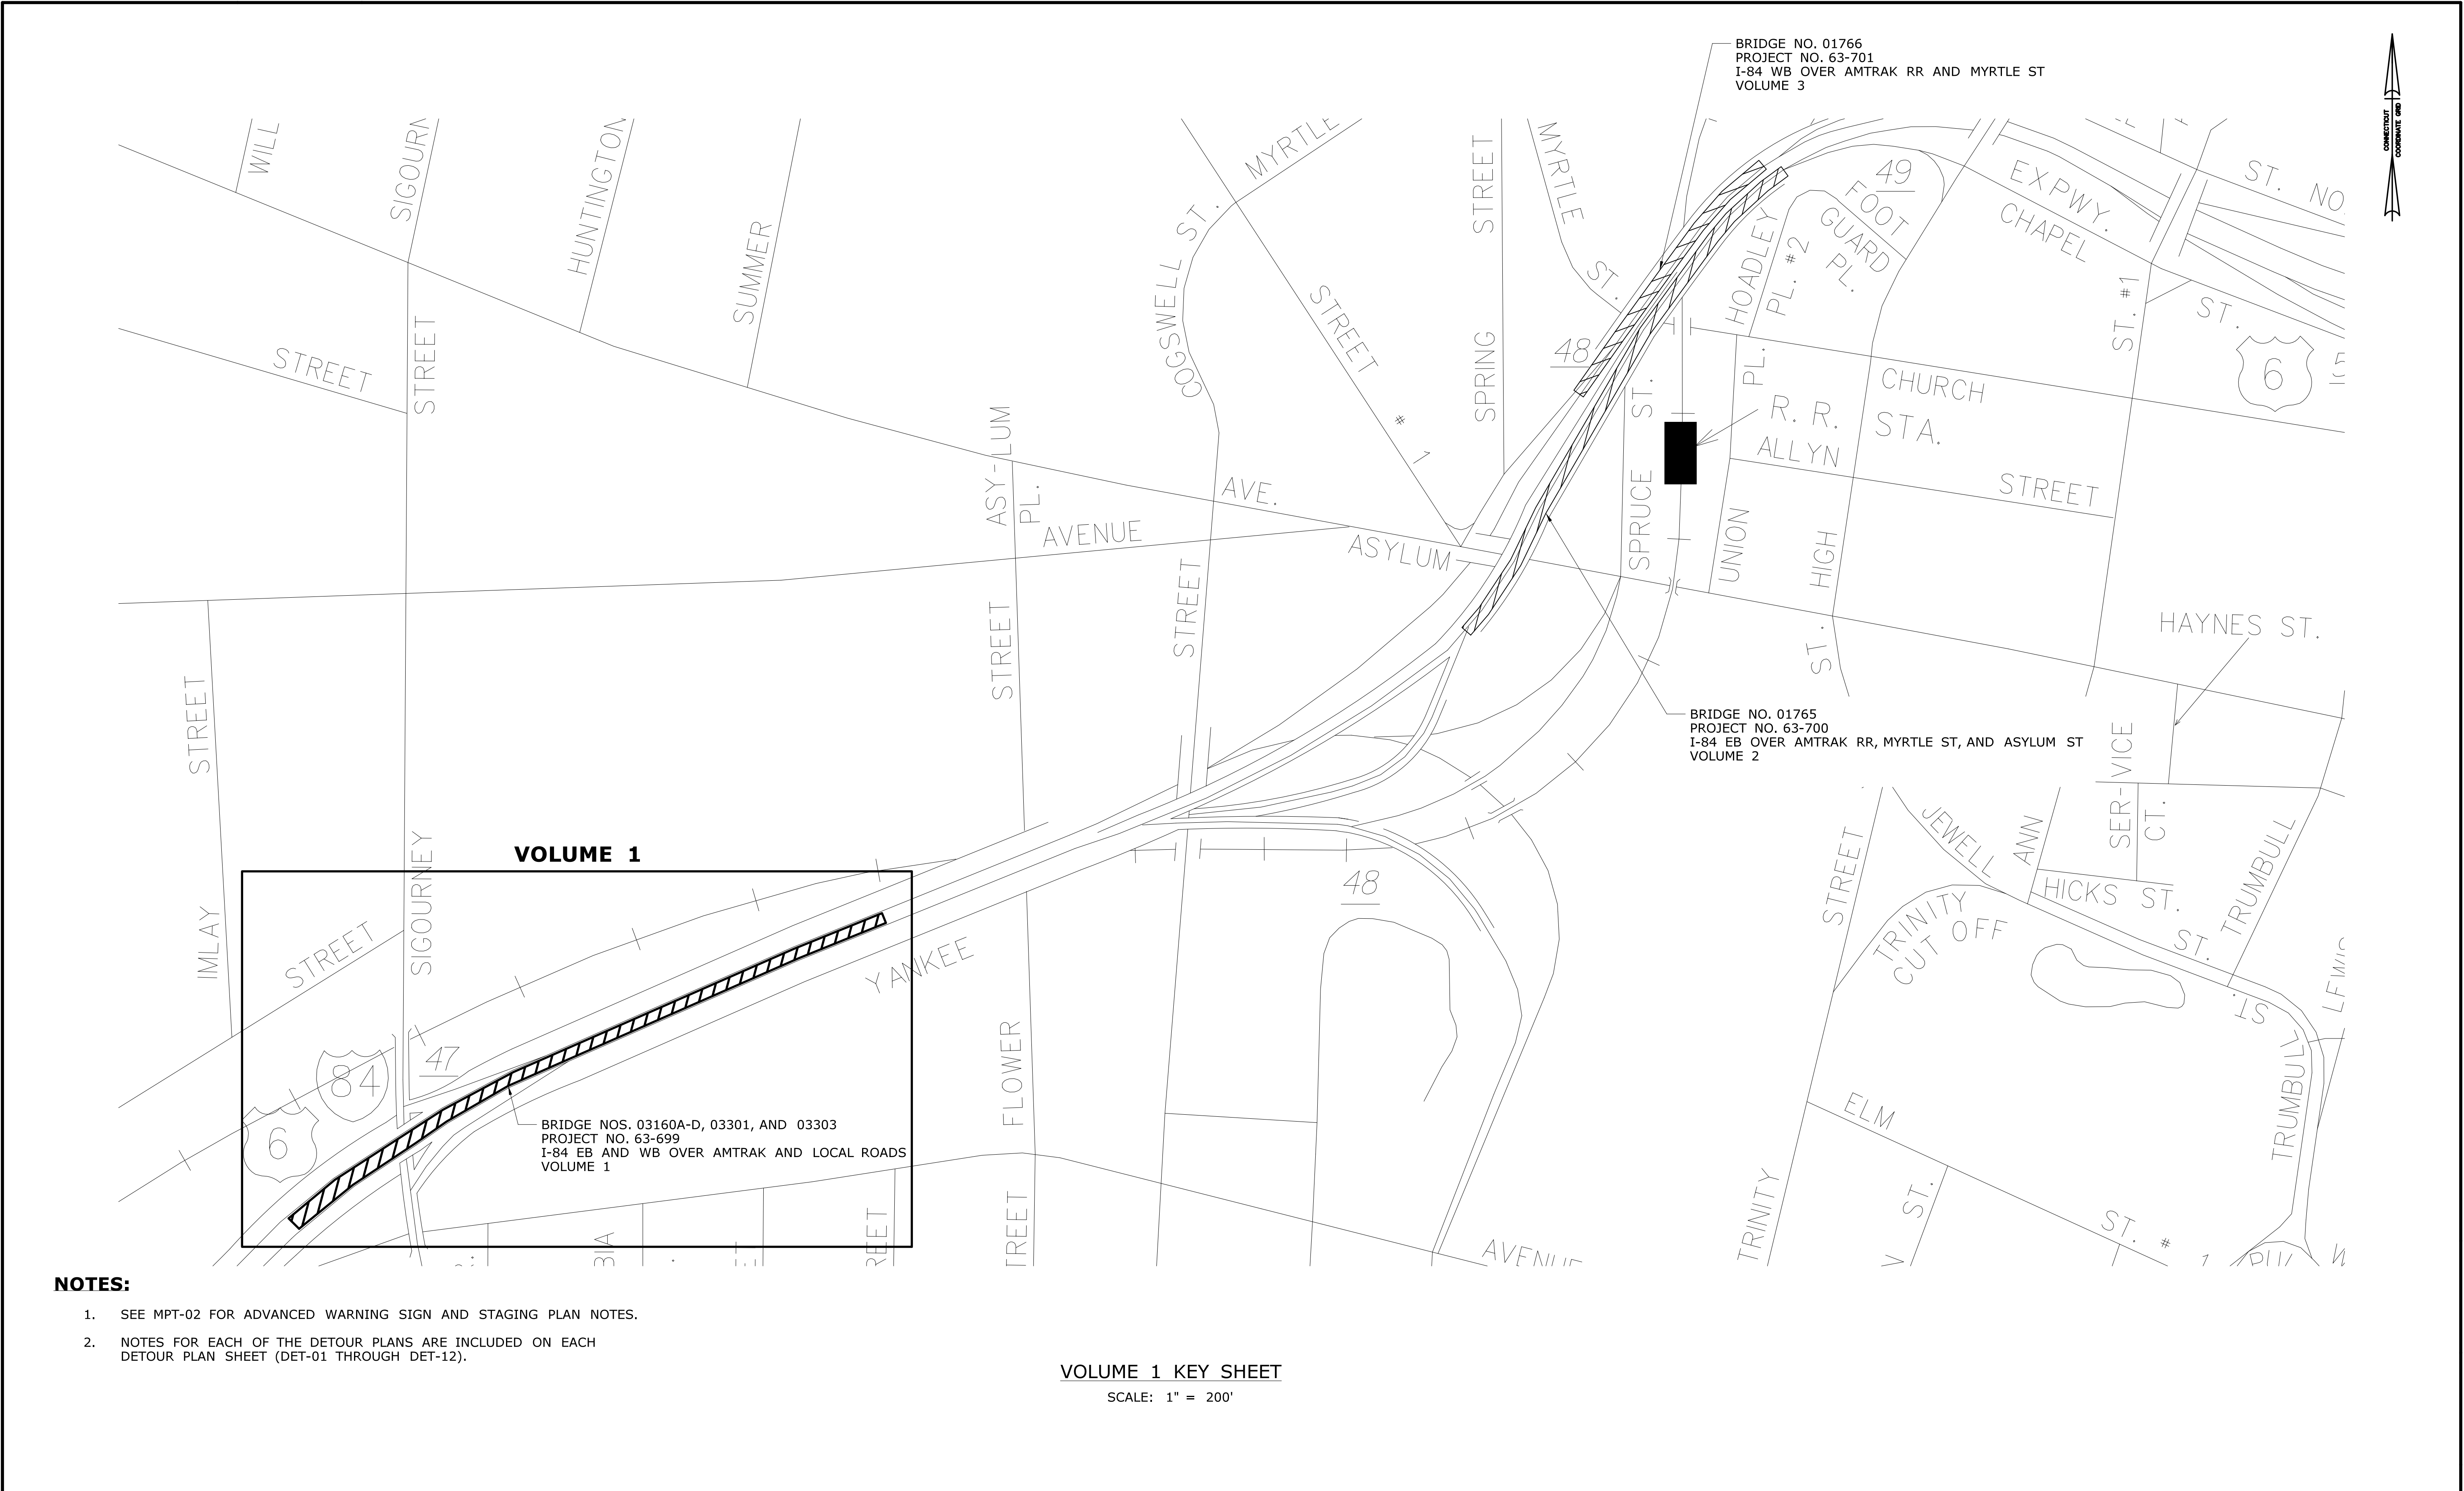 BRIDGE NO. 01766
PROJECT NO. 63-701
I-84 WB OVER AMTRAK RR AND MYRTLE ST
VOLUME 3
CONNECTICUT
COORDINATE GRID
WILL
SIGOURN
HUNTINGTON
SUMMER
MYRTLE
COGSWELL ST.
STREET
SPRING STREET
MYRTLE
ST.
HOADLEY
PL. #2
49
FOOT
GUARD
PL.
EXPWY.
CHAPEL
ST.
ST. NO.
ST. #1
6
STREET
STREET
STREET # 1
48
ST.
PL.
CHURCH
R. R. STA.
ALLYN
STREET
ASY-LUM
PL.
AVE.
AVENUE
ASYLUM
SPRUCE
UNION
HIGH
ST.
HAYNES ST.
STREET
STREET
STREET
BRIDGE NO. 01765
PROJECT NO. 63-700
I-84 EB OVER AMTRAK RR, MYRTLE ST, AND ASYLUM ST
VOLUME 2
SER-VICE
CT.
VOLUME 1
SIGOURNEY
IMLAY
STREET
YANKEE
48
STREET
JEWELL
ANN
HICKS ST.
TRUMBULL
TRINITY
CUT OFF
ST.
ST.
84
47
6
FLOWER
ELM
TRUMBULL
BRIDGE NOS. 03160A-D, 03301, AND 03303
PROJECT NO. 63-699
I-84 EB AND WB OVER AMTRAK AND LOCAL ROADS
VOLUME 1
TRINITY
ST.
ST. # 1
AVENUE
NOTES:
1. SEE MPT-02 FOR ADVANCED WARNING SIGN AND STAGING PLAN NOTES.
2. NOTES FOR EACH OF THE DETOUR PLANS ARE INCLUDED ON EACH
DETOUR PLAN SHEET (DET-01 THROUGH DET-12).
VOLUME 1 KEY SHEET
SCALE: 1" = 200'